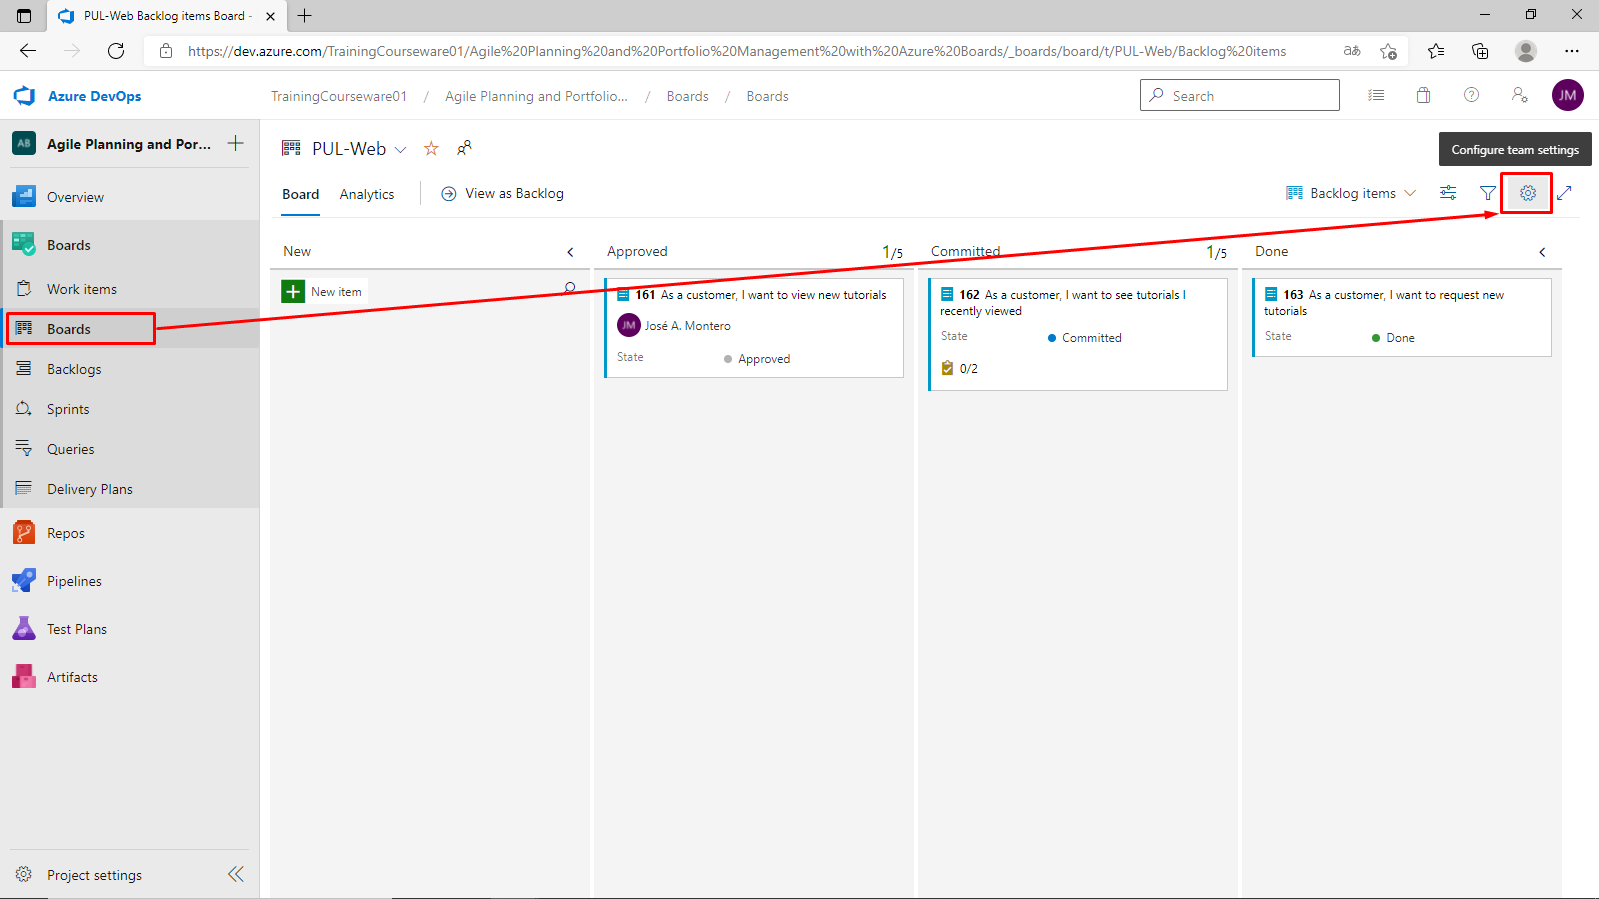 PUL-Web Backlog items Board -
https://dev.azure.com/TrainingCourseware01/Agile%20Planning%20and%20Portfolio%20Management%20with%20Azure%20Boards/_boards/board/t/PUL-Web/Backlog%20items
aあ
Azure DevOps
TrainingCourseware01 / Agile Planning and Portfolio... / Boards / Boards
Search
JM
AB Agile Planning and Por...
Overview
Boards
Work items
Boards
Backlogs
Sprints
Queries
Delivery Plans
Repos
Pipelines
Test Plans
Artifacts
Project settings
PUL-Web
Configure team settings
Board Analytics View as Backlog
Backlog items
New
New item
Approved 1/5
161 As a customer, I want to view new tutorials
JM José A. Montero
State Approved
Committed 1/5
162 As a customer, I want to see tutorials I
recently viewed
State Committed
0/2
Done
163 As a customer, I want to request new
tutorials
State Done